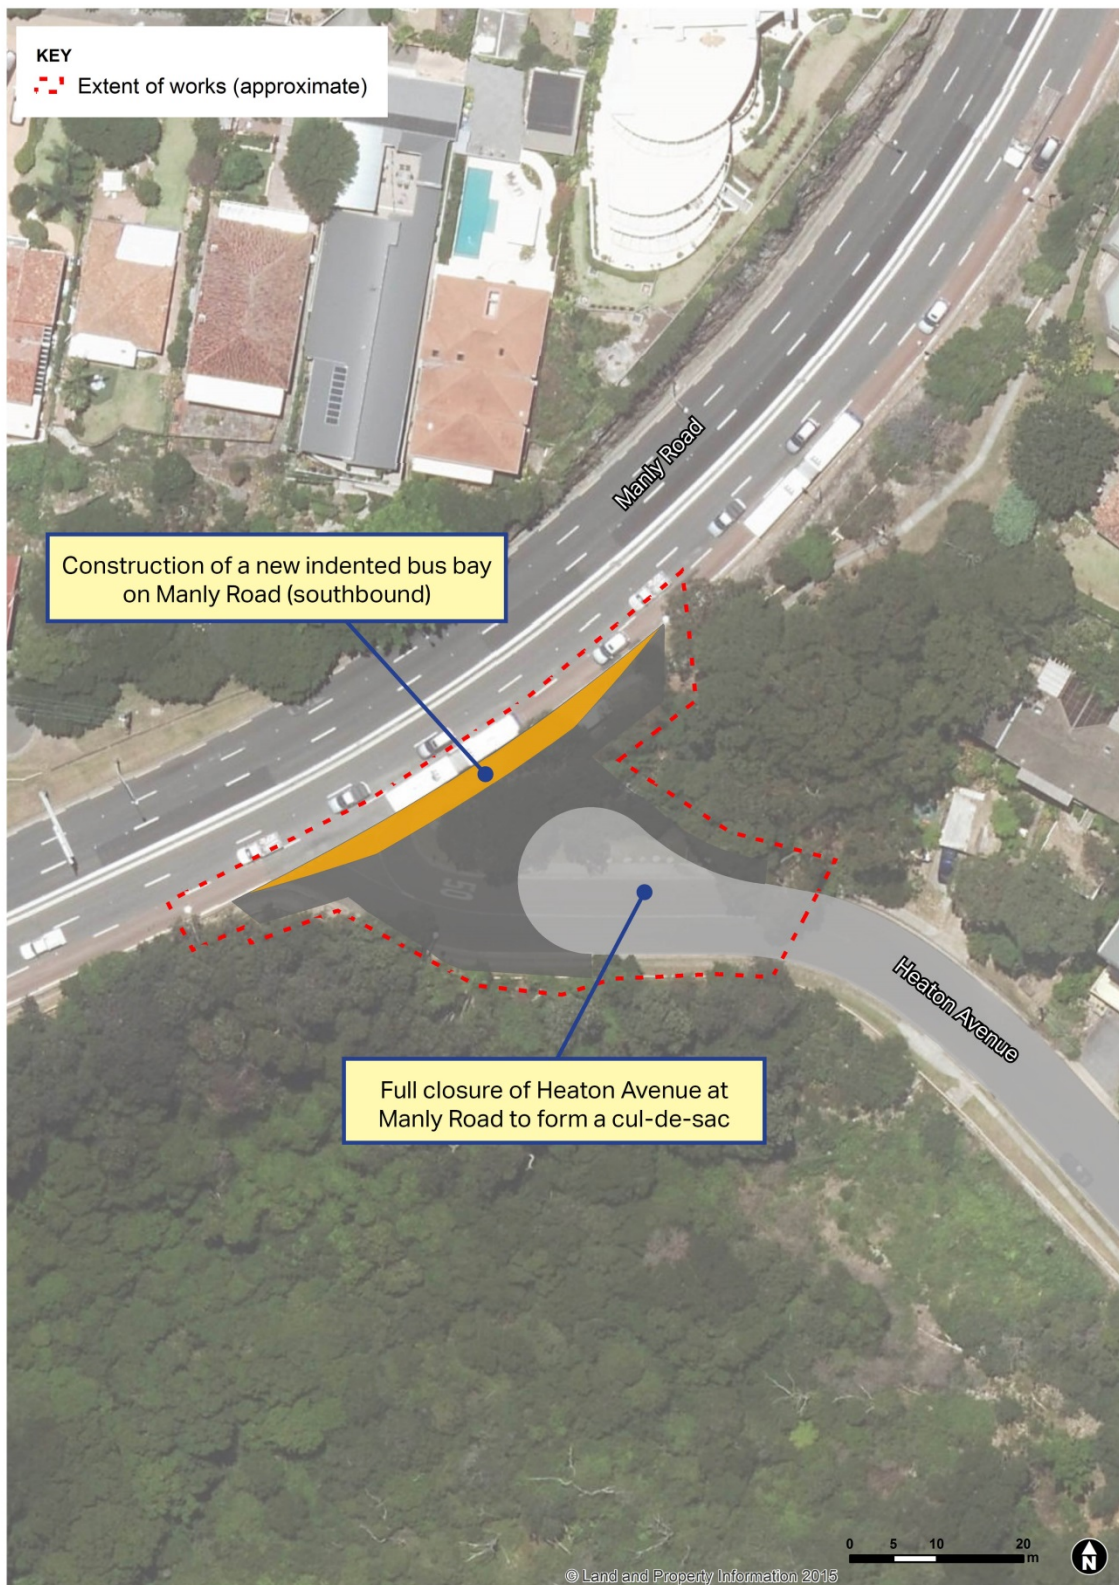 KEY
Extent of works (approximate)
Manly Road
Construction of a new indented bus bay
on Manly Road (southbound)
50
Heaton Avenue
Full closure of Heaton Avenue at
Manly Road to form a cul-de-sac
0 5 10 20
m
N
© Land and Property Information 2015